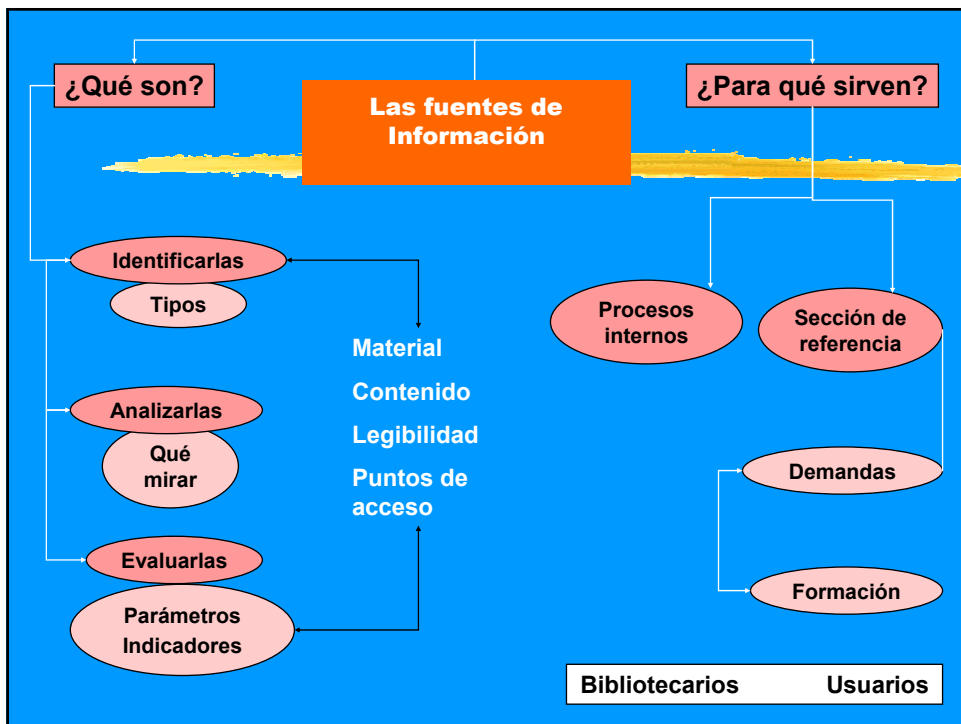 ¿Qué son?
Las fuentes de
Información
¿Para qué sirven?
Identificarlas
Tipos
Analizarlas
Qué
mirar
Evaluarlas
Parámetros
Indicadores
Material
Contenido
Legibilidad
Puntos de
acceso
Procesos
internos
Sección de
referencia
Demandas
Formación
Bibliotecarios Usuarios